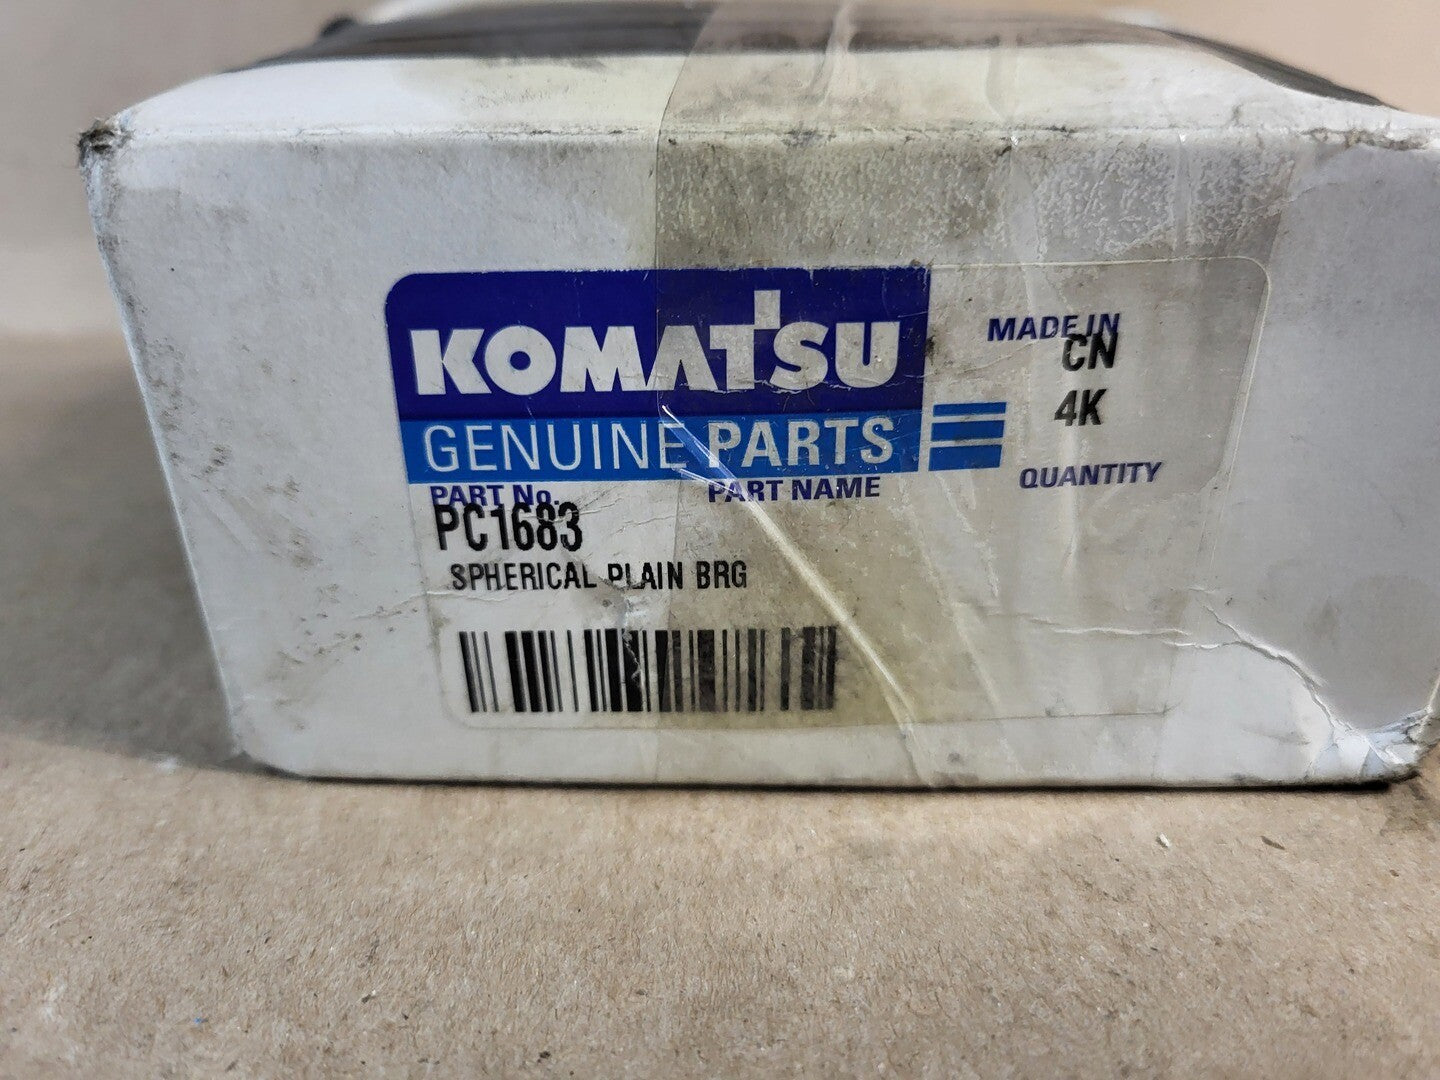 KOMATSU
MADE IN
CN
4K
GENUINE PARTS
QUANTITY
PART No.
PART NAME
PC1683
SPHERICAL PLAIN BRG